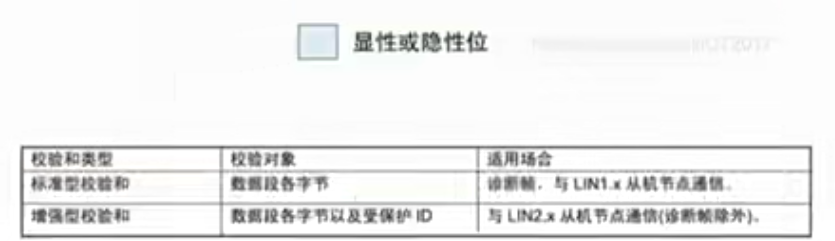 显性或隐性位
校验和类型 校验对象 适用场合
标准型校验和 数据段各字节 诊断帧．与 LIN1.x 从机节点通信．
增强型校验和 数据段各字节以及受保护 ID 与 LIN2.x 从机节点通信(诊断帧除外)．